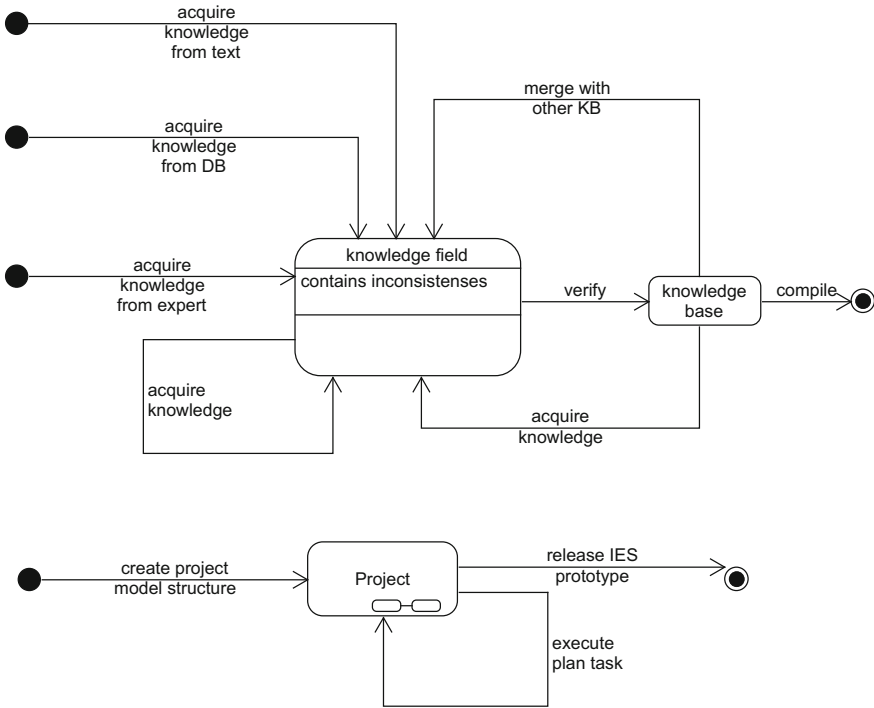 acquire
knowledge
from text
merge with
other KB
acquire
knowledge
from DB
knowledge field
acquire
knowledge
from expert
contains inconsistenses
verify
knowledge
base
compile
acquire
knowledge
acquire
knowledge
create project
model structure
Project
release IES
prototype
execute
plan task